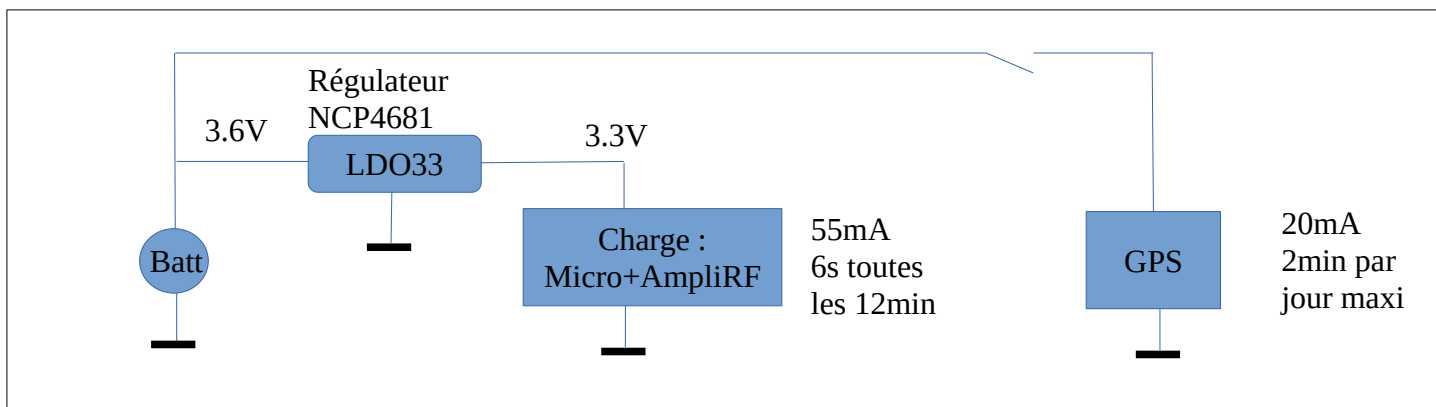 Régulateur
NCP4681
3.6V
3.3V
LDO33
Batt
Charge :
Micro+AmpliRF
55mA
6s toutes
les 12min
GPS
20mA
2min par
jour maxi